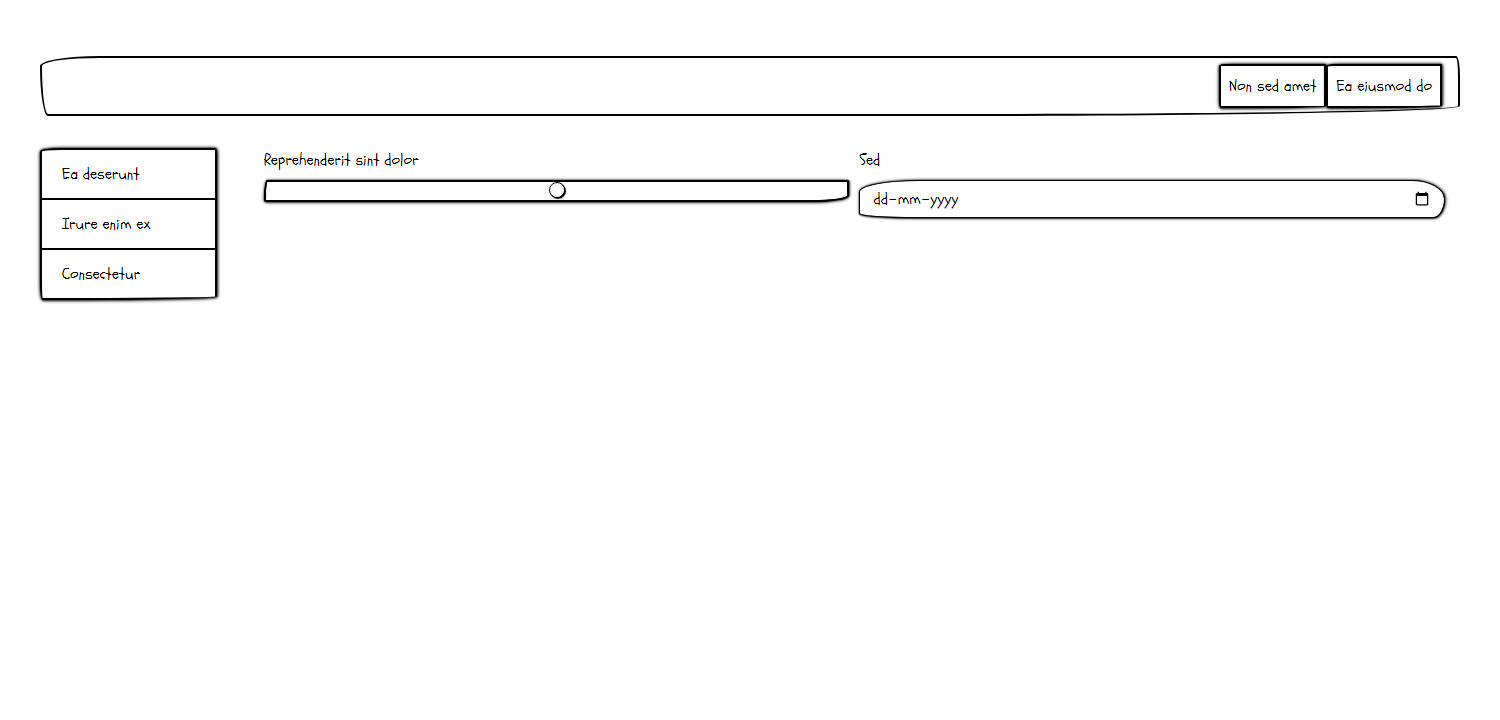 Non sed amet
Ea eiusmod do
Ea deserunt
Irure enim ex
Consectetur
Reprehenderit sint dolor
Sed
dd-mm-yyyy